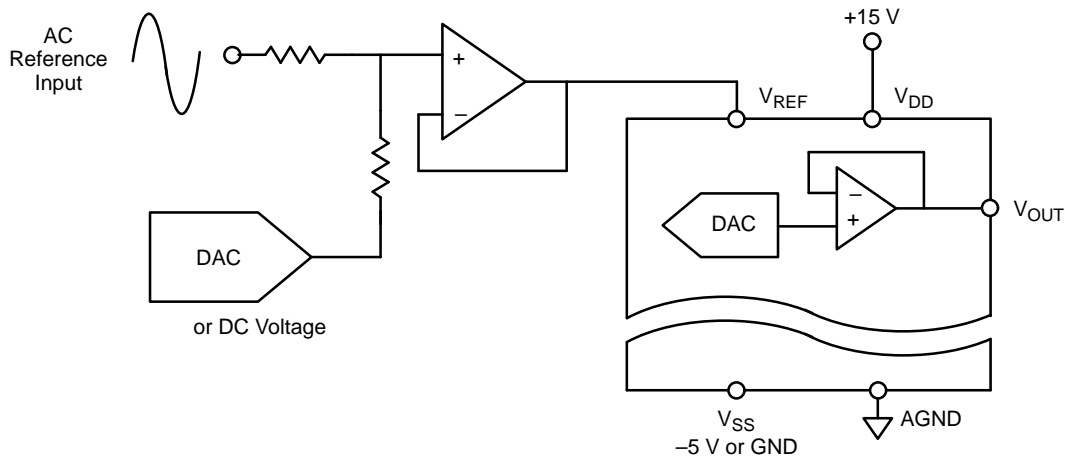 AC
Reference
Input
+
−
DAC
or DC Voltage
+15 V
VREF
VDD
DAC
−
+
VOUT
VSS
–5 V or GND
AGND